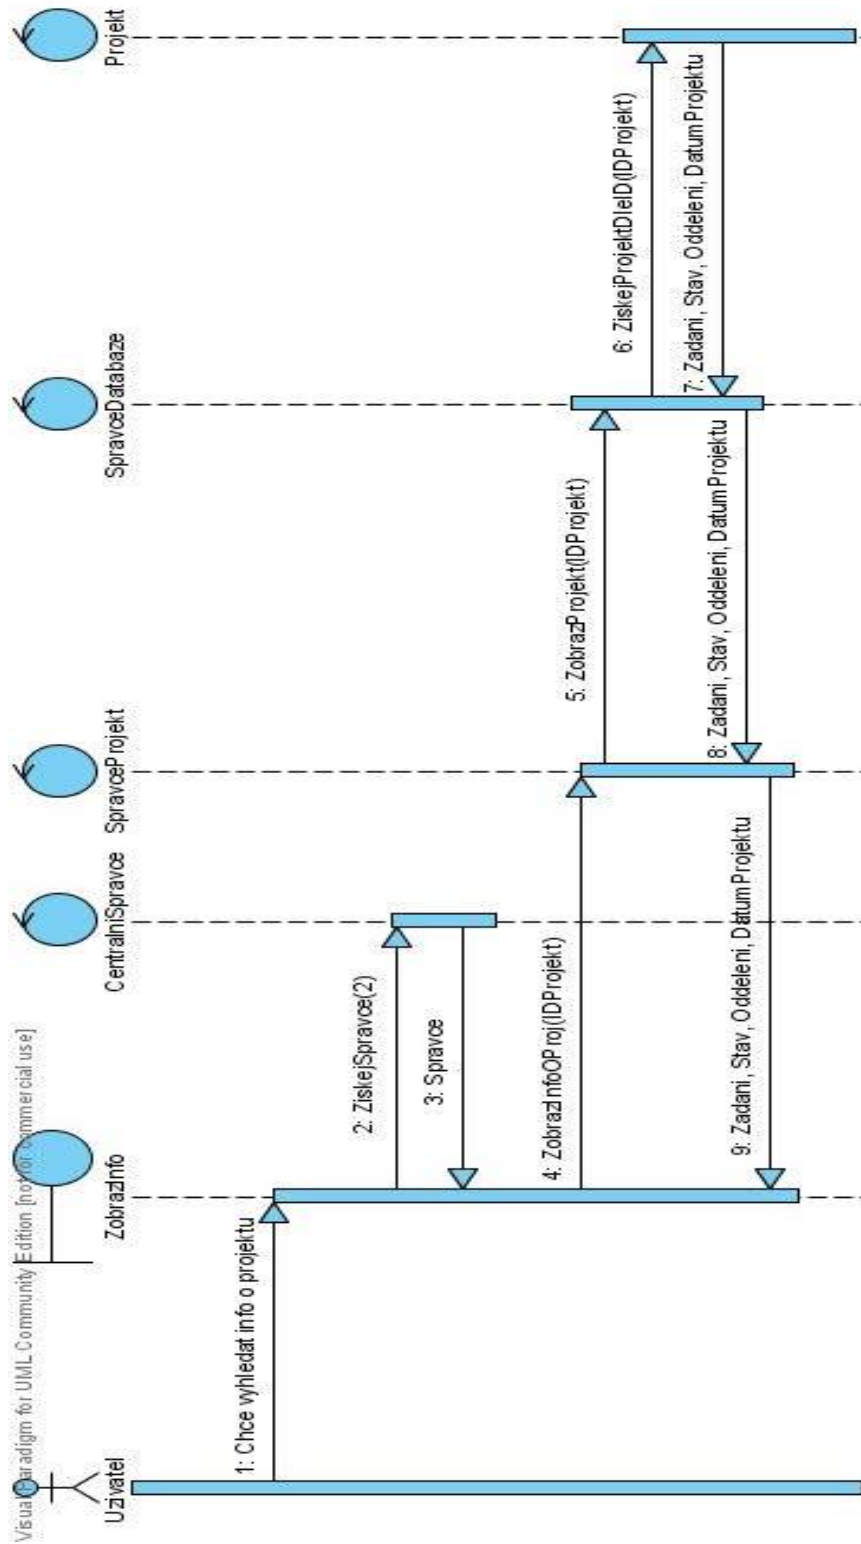 Visual Paradigm for UML Community Edition [not for commercial use]
Uzivatel
ZobrazInfo
CentralniSpravce
SpravceProjekt
SpravceDatabaze
Projekt
1: Chce vyhledat info o projektu
2: ZiskejSpravce(2)
3: Spravce
4: ZobrazInfoOProj(IDProjekt)
5: ZobrazProjekt(IDProjekt)
6: ZiskejProjektDleID(IDProjekt)
7: Zadani, Stav, Oddeleni, DatumProjektu
8: Zadani, Stav, Oddeleni, DatumProjektu
9: Zadani, Stav, Oddeleni, DatumProjektu